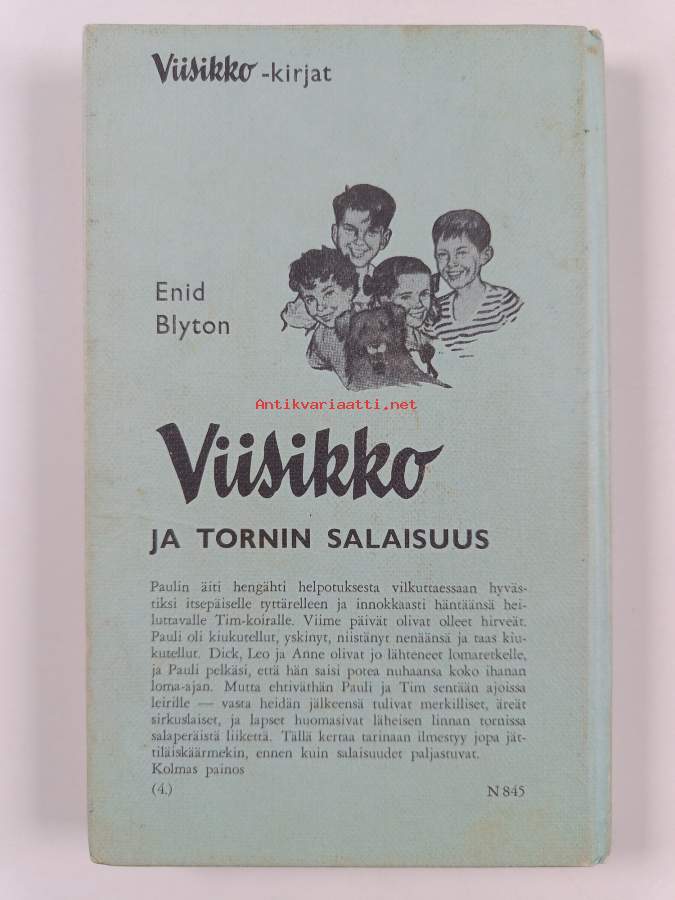 Viisikko -kirjat
Enid
Blyton
Antikvariaatti.net
Viisikko
JA TORNIN SALAISUUS
Paulin äiti hengähti helpotuksesta vilkuttaessaan hyväs-
tiksi itsepäiselle tyttärelleen ja innokkaasti häntäänsä hei-
luttavalle Tim-koiralle. Viime päivät olivat olleet hirveät.
Pauli oli kiukutellut, yskinyt, niistänyt nenäänsä ja taas kiu-
kutellut. Dick, Leo ja Anne olivat jo lähteneet lomaretkelle,
ja Pauli pelkäsi, että hän saisi potea nuhaansa koko ihanan
loma-ajan. Mutta ehtiväthän Pauli ja Tim sentään ajoissa
leirille — vasta heidän jälkeensä tulivat merkilliset, äreät
sirkuslaiset, ja lapset huomasivat läheisen linnan tornissa
salaperäistä liikettä. Tällä kertaa tarinaan ilmestyy jopa jät-
tiläiskäärmekin, ennen kuin salaisuudet paljastuvat.
Kolmas painos
(4.) N 845